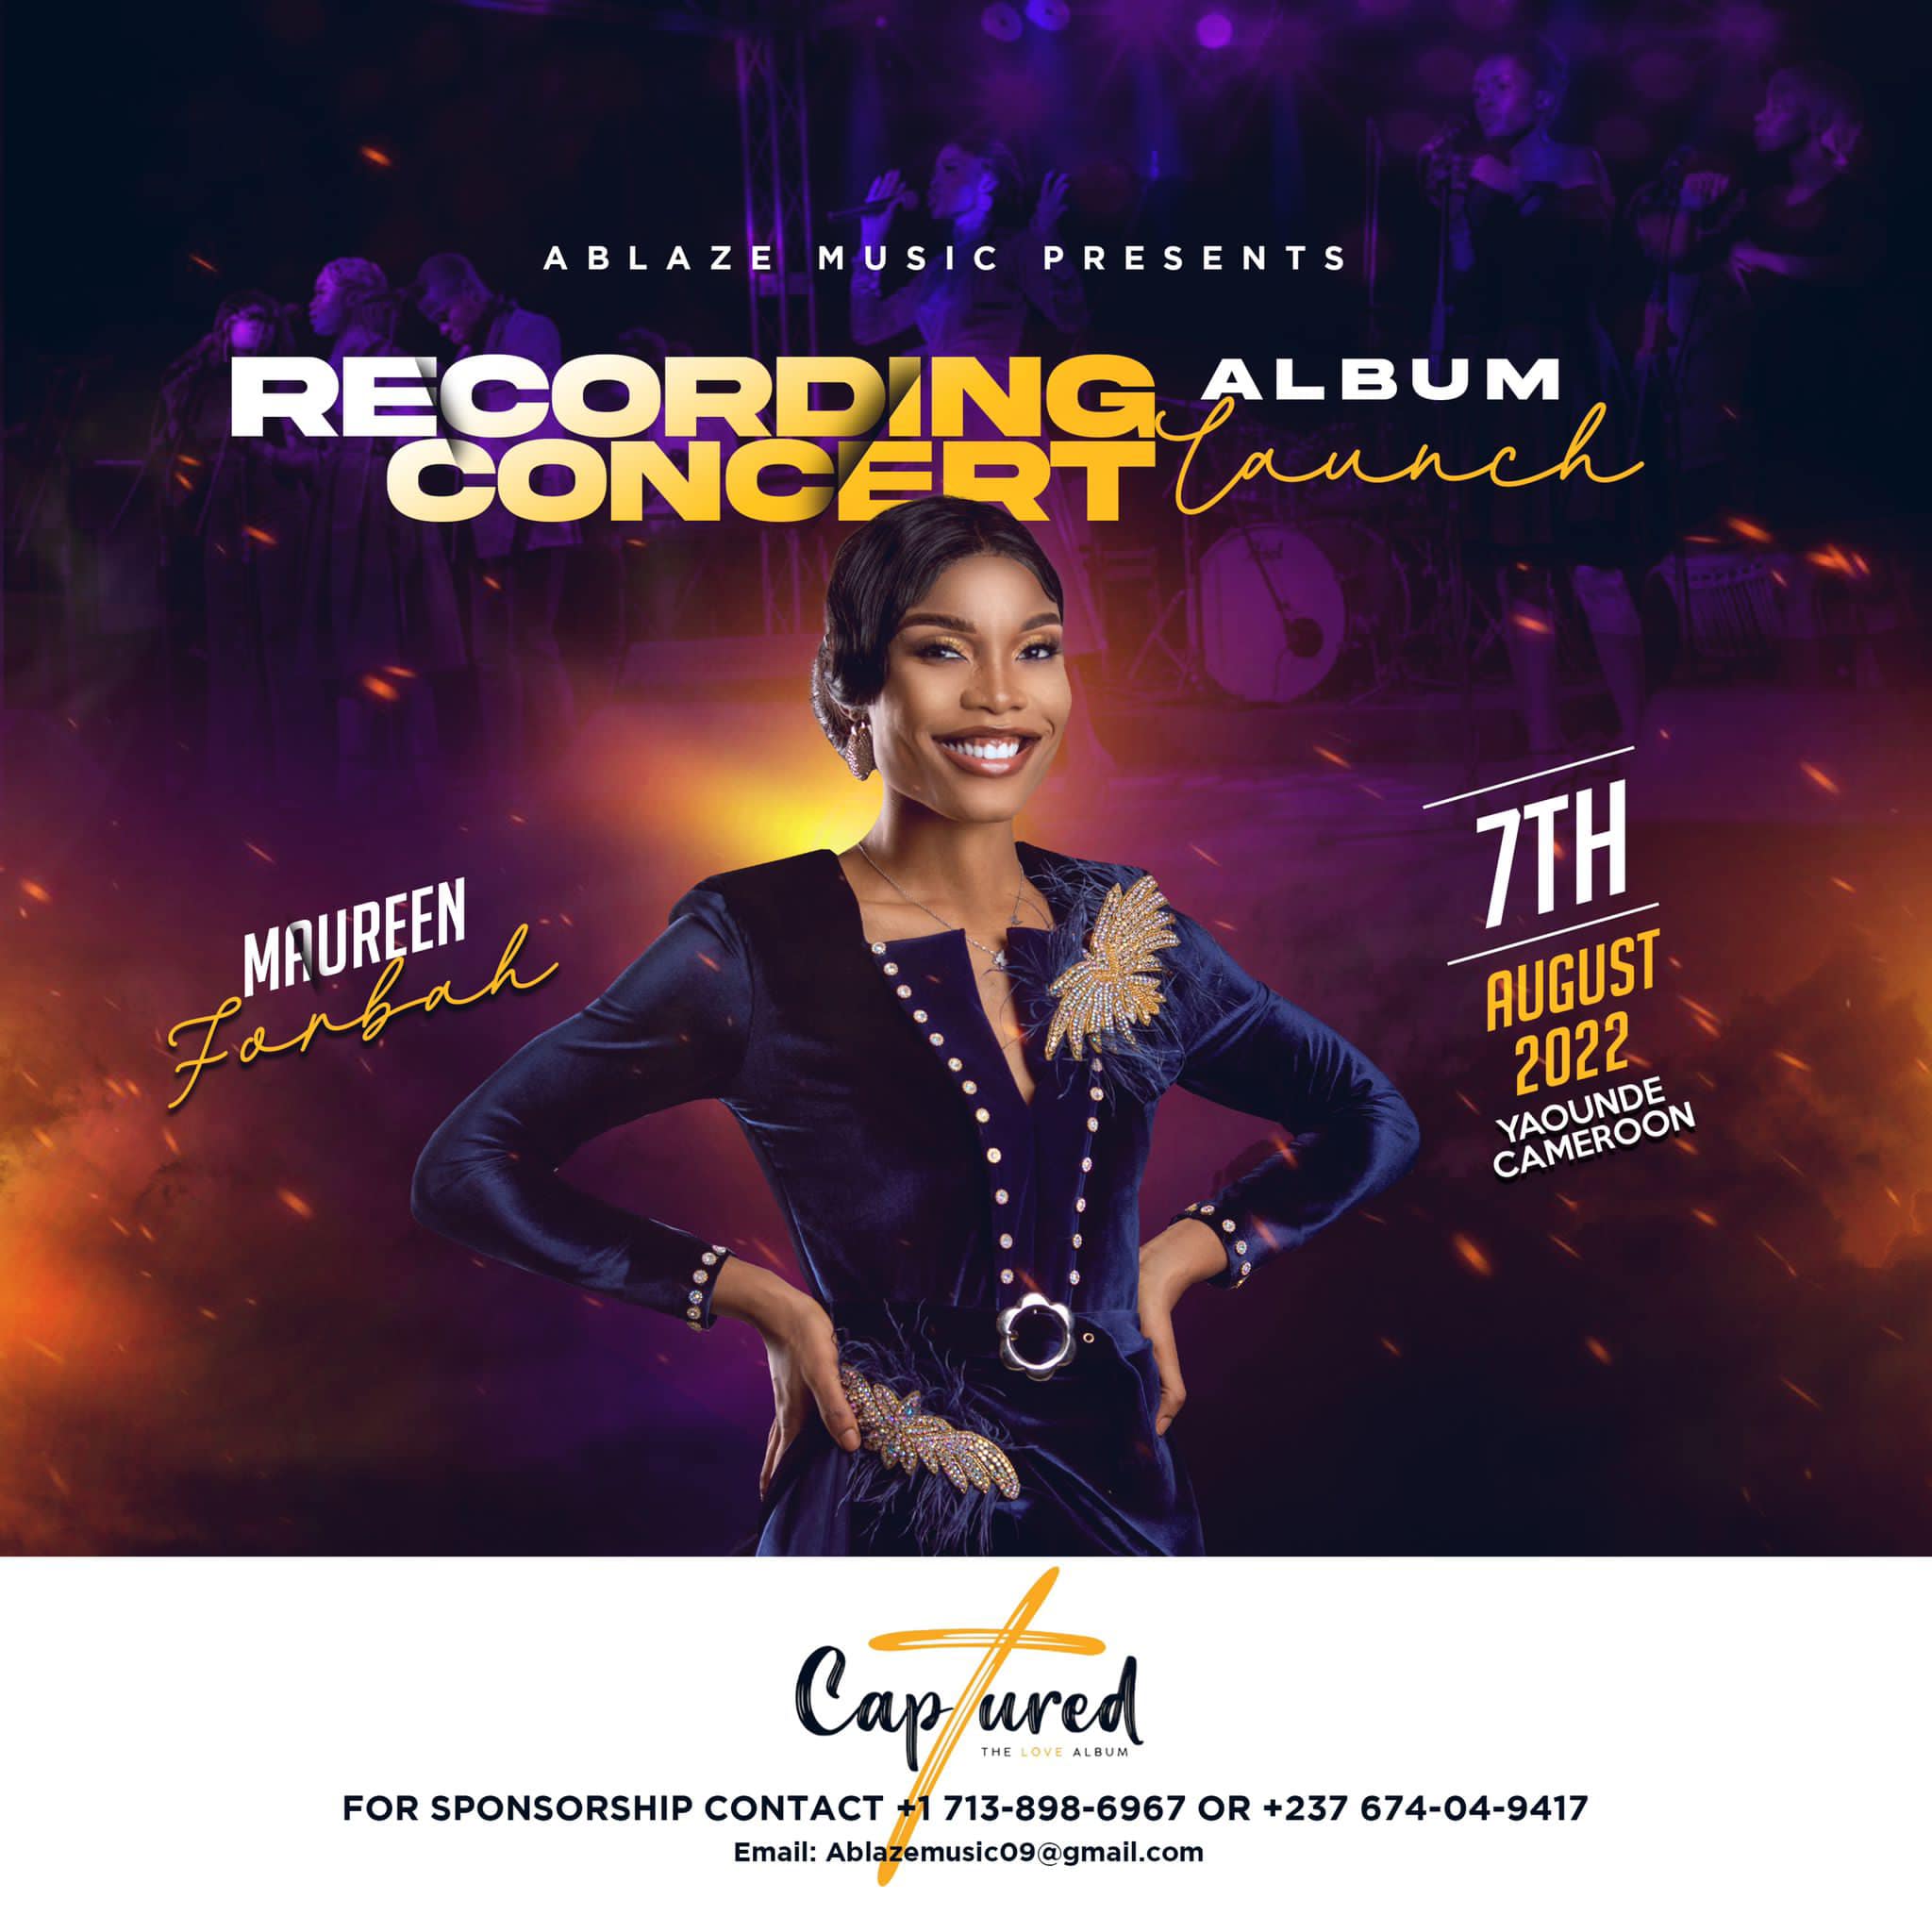 ABLAZE MUSIC PRESENTS
RECORDING
CONCERT
ALBUM
Launch
MAUREEN
Forbah
7TH
AUGUST
2022
YAOUNDE
CAMEROON
Captured
THE LOVE ALBUM
FOR SPONSORSHIP CONTACT +1 713-898-6967 OR +237 674-04-9417
Email: Ablazemusic09@gmail.com